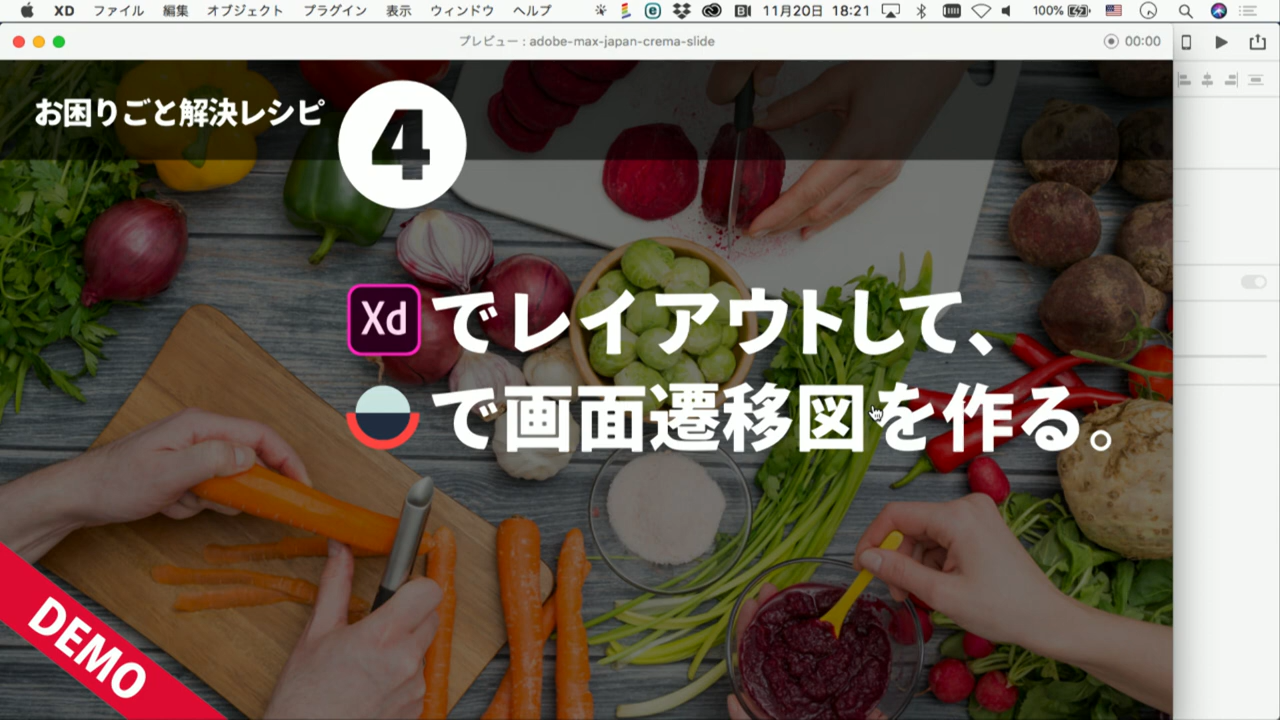 XD ファイル 編集 オブジェクト プラグイン 表示 ウィンドウ ヘルプ 11月20日 18:21 100%
プレビュー：adobe-max-japan-crema-slide 00:00
お困りごと解決レシピ
4
Xd でレイアウトして、
で画面遷移図を作る。
DEMO